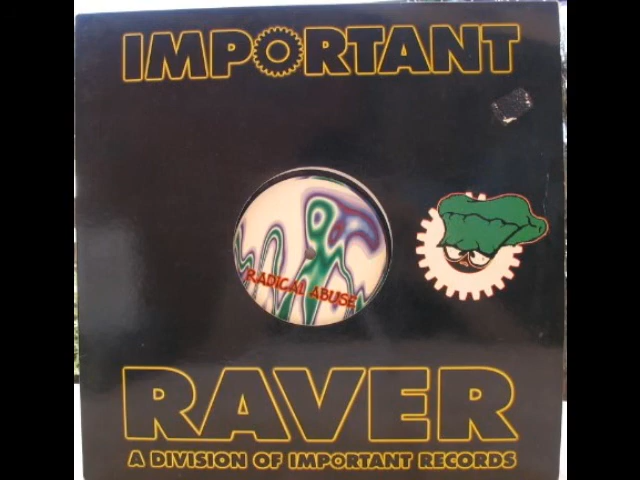 IMPORTANT
RADICAL ABUSE
RAVER
A DIVISION OF IMPORTANT RECORDS